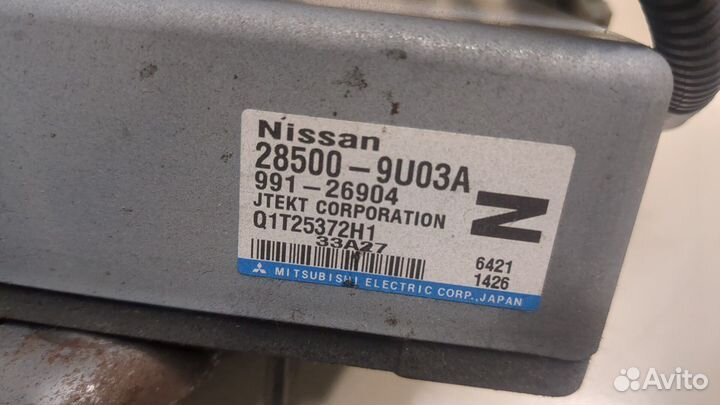 Nissan
28500-9U03A
991-26904
JTEKT CORPORATION
Q1T25372H1
33A27
N
6421
1426
MITSUBISHI ELECTRIC CORP., JAPAN
Avito